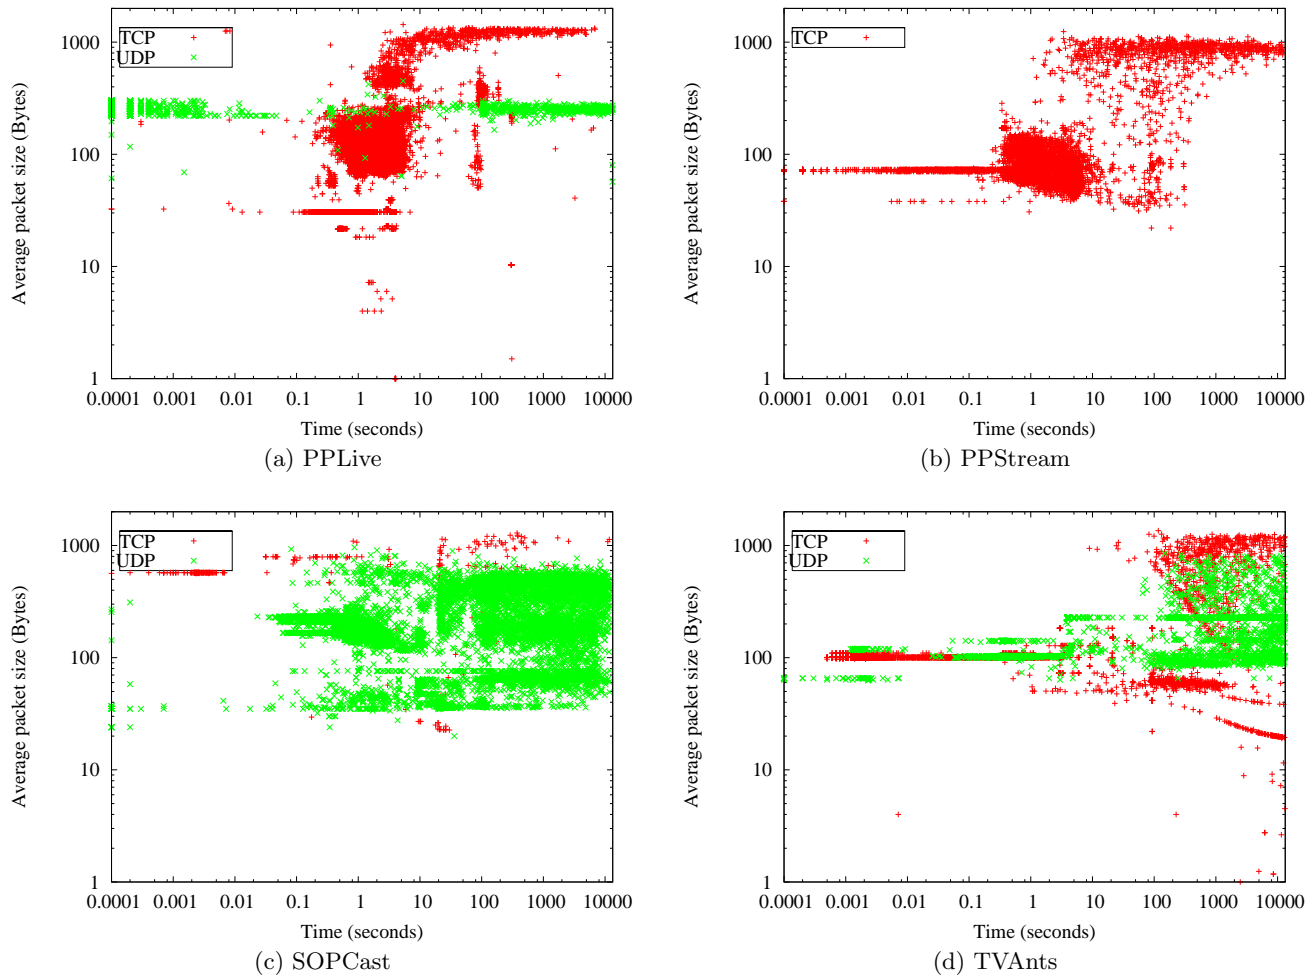 TCP
UDP
Average packet size (Bytes)
1000
100
10
1
0.0001 0.001 0.01 0.1 1 10 100 1000 10000
Time (seconds)
(a) PPLive
TCP
Average packet size (Bytes)
1000
100
10
1
0.0001 0.001 0.01 0.1 1 10 100 1000 10000
Time (seconds)
(b) PPStream
TCP
UDP
Average packet size (Bytes)
1000
100
10
1
0.0001 0.001 0.01 0.1 1 10 100 1000 10000
Time (seconds)
(c) SOPCast
TCP
UDP
Average packet size (Bytes)
1000
100
10
1
0.0001 0.001 0.01 0.1 1 10 100 1000 10000
Time (seconds)
(d) TVAnts